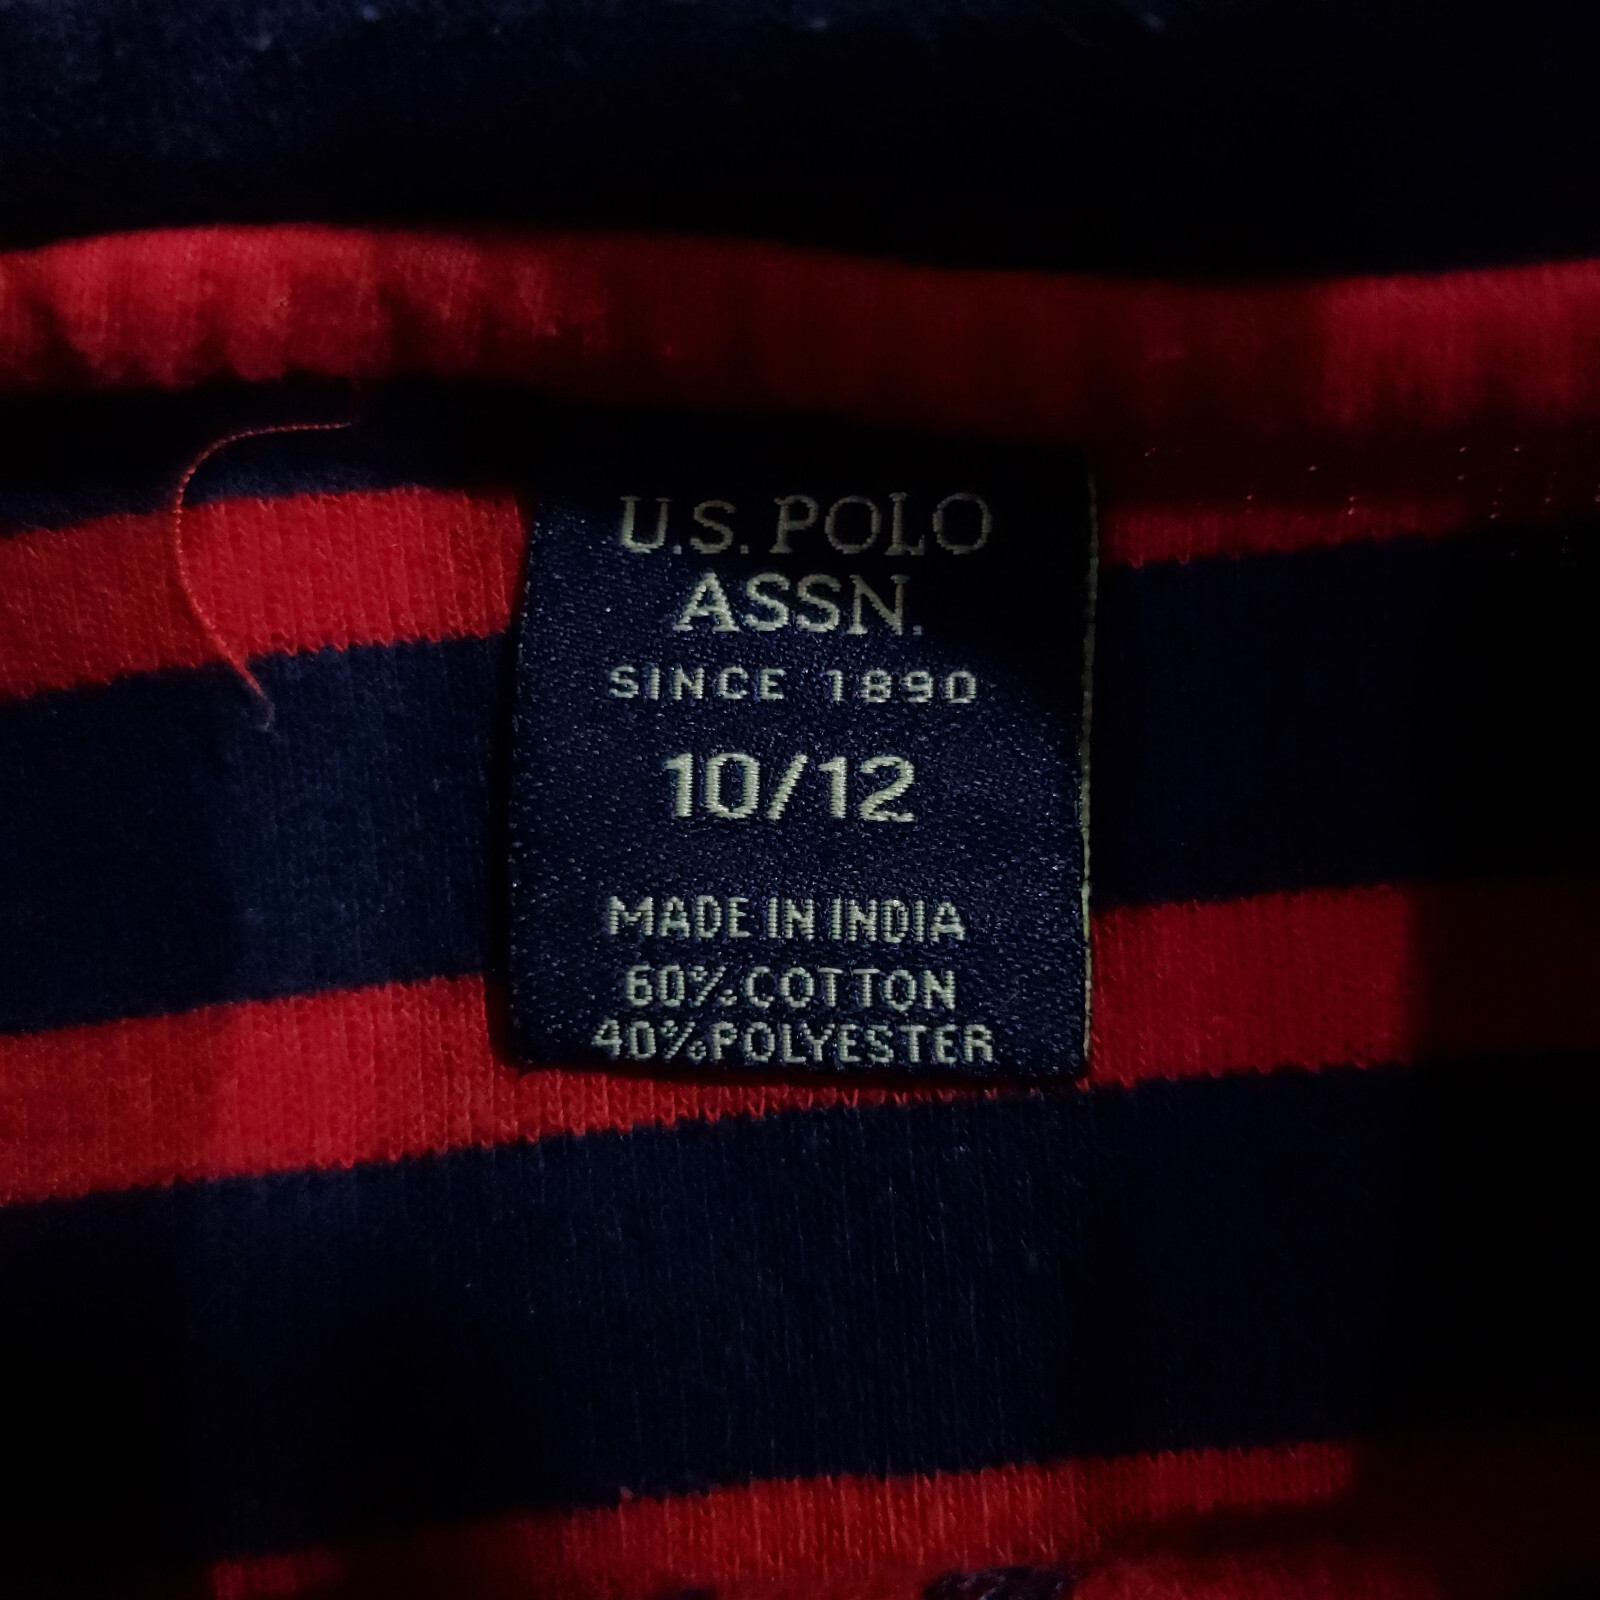 U.S. POLO
ASSN.
SINCE 1890
10/12
MADE IN INDIA
60% COTTON
40% POLYESTER